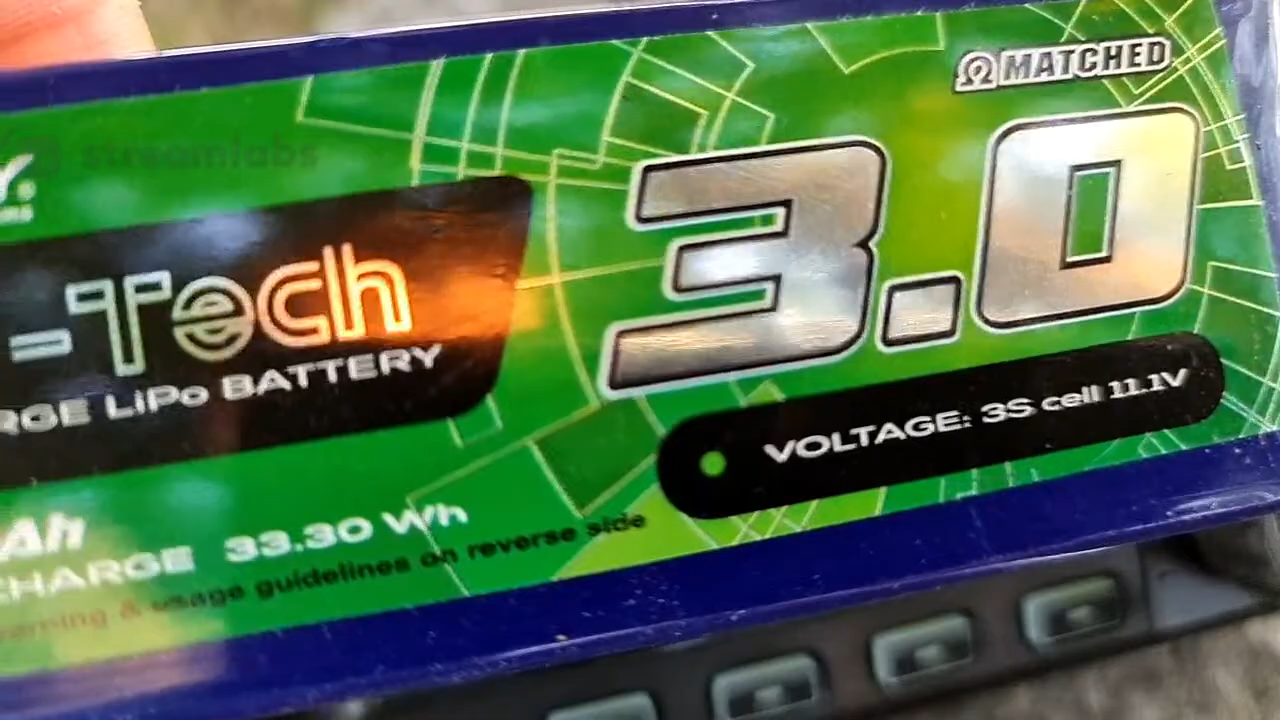 Ω MATCHED
streamlabs
Y.
3.0
-Tech
RGE LiPo BATTERY
VOLTAGE: 3S cell 11.1V
Ah
CHARGE 33.30 Wh
warning & usage guidelines on reverse side